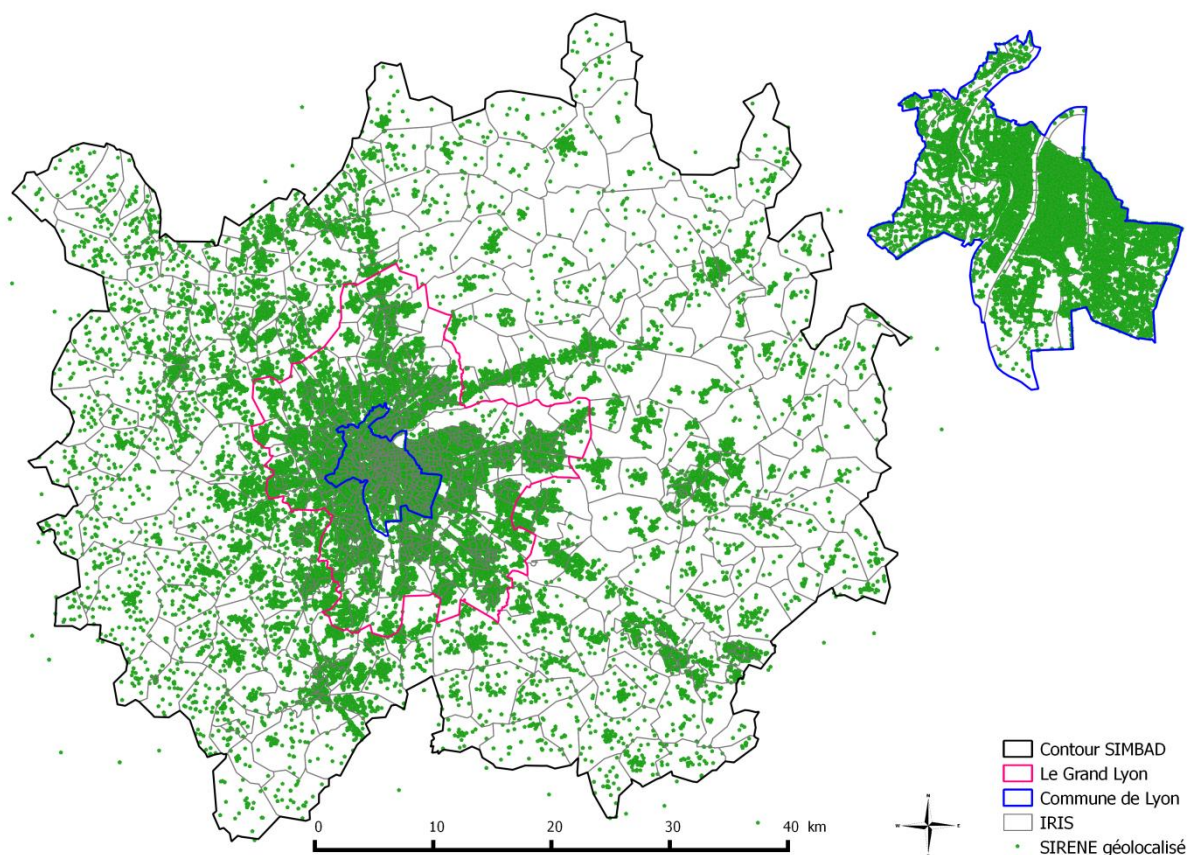 Contour SIMBAD
Le Grand Lyon
Commune de Lyon
IRIS
SIRENE géolocalisé
0 10 20 30 40 km
N
W E
S